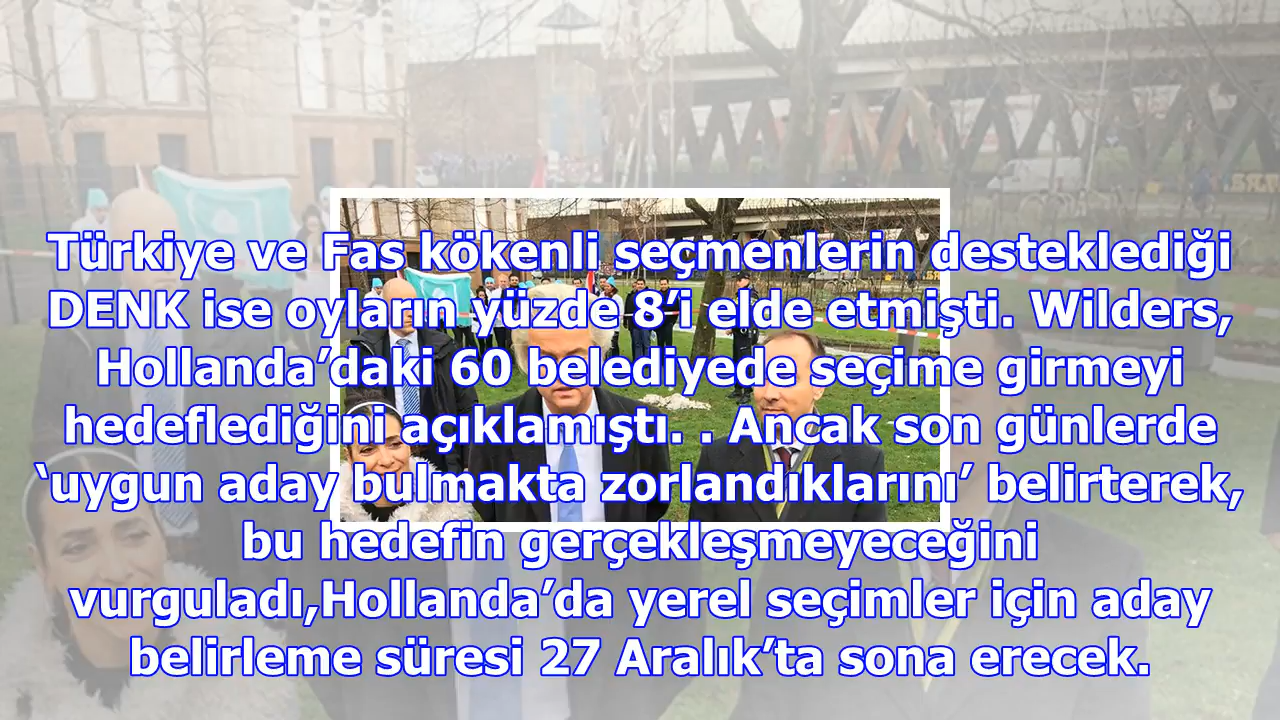 Türkiye ve Fas kökenli seçmenlerin desteklediği
DENK ise oyların yüzde 8’i elde etmişti. Wilders,
Hollanda’daki 60 belediyede seçime girmeyi
hedeflediğini açıklamıştı. . Ancak son günlerde
‘uygun aday bulmakta zorlandıklarını’ belirterek,
bu hedefin gerçekleşmeyeceğini
vurguladı,Hollanda’da yerel seçimler için aday
belirleme süresi 27 Aralık’ta sona erecek.